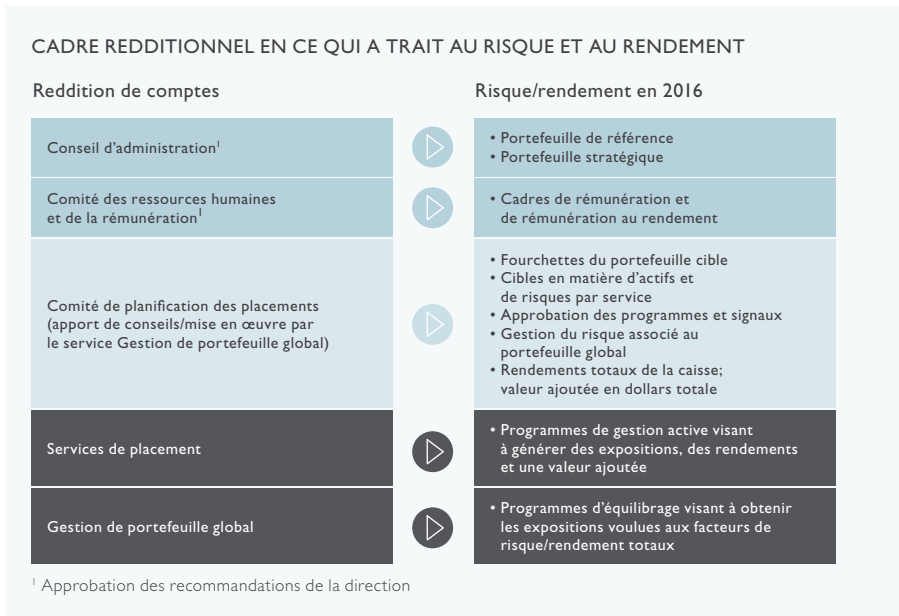 CADRE REDDITIONNEL EN CE QUI A TRAIT AU RISQUE ET AU RENDEMENT
Reddition de comptes
Risque/rendement en 2016
Conseil d'administration¹
• Portefeuille de référence
• Portefeuille stratégique
Comité des ressources humaines
et de la rémunération¹
• Cadres de rémunération et
de rémunération au rendement
Comité de planification des placements
(apport de conseils/mise en œuvre par
le service Gestion de portefeuille global)
• Fourchettes du portefeuille cible
• Cibles en matière d'actifs et
de risques par service
• Approbation des programmes et signaux
• Gestion du risque associé au
portefeuille global
• Rendements totaux de la caisse;
valeur ajoutée en dollars totale
Services de placement
• Programmes de gestion active visant
à générer des expositions, des rendements
et une valeur ajoutée
Gestion de portefeuille global
• Programmes d'équilibrage visant à obtenir
les expositions voulues aux facteurs de
risque/rendement totaux
¹ Approbation des recommandations de la direction